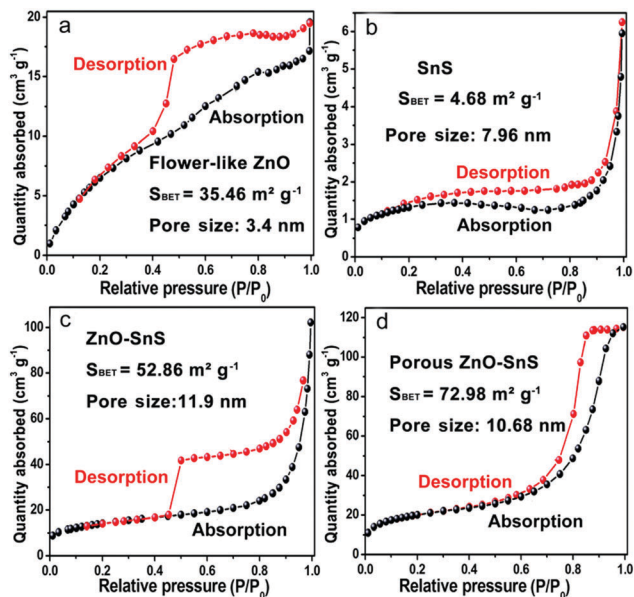 a
Desorption
Absorption
Flower-like ZnO
SBET = 35.46 m² g⁻¹
Pore size: 3.4 nm
Quantity absorbed (cm³ g⁻¹)
20
15
10
5
0
0.0 0.2 0.4 0.6 0.8 1.0
Relative pressure (P/P₀)
b
SnS
SBET = 4.68 m² g⁻¹
Pore size: 7.96 nm
Desorption
Absorption
Quantity absorbed (cm³ g⁻¹)
6
5
4
3
2
1
0
0.0 0.2 0.4 0.6 0.8 1.0
Relative pressure (P/P₀)
c
ZnO-SnS
SBET = 52.86 m² g⁻¹
Pore size:11.9 nm
Desorption
Absorption
Quantity absorbed (cm³ g⁻¹)
100
80
60
40
20
0
0.0 0.2 0.4 0.6 0.8 1.0
Relative pressure (P/P₀)
d
Porous ZnO-SnS
SBET = 72.98 m² g⁻¹
Pore size: 10.68 nm
Desorption
Absorption
Quantity absorbed (cm³ g⁻¹)
120
100
80
60
40
20
0
0.0 0.2 0.4 0.6 0.8 1.0
Relative pressure (P/P₀)